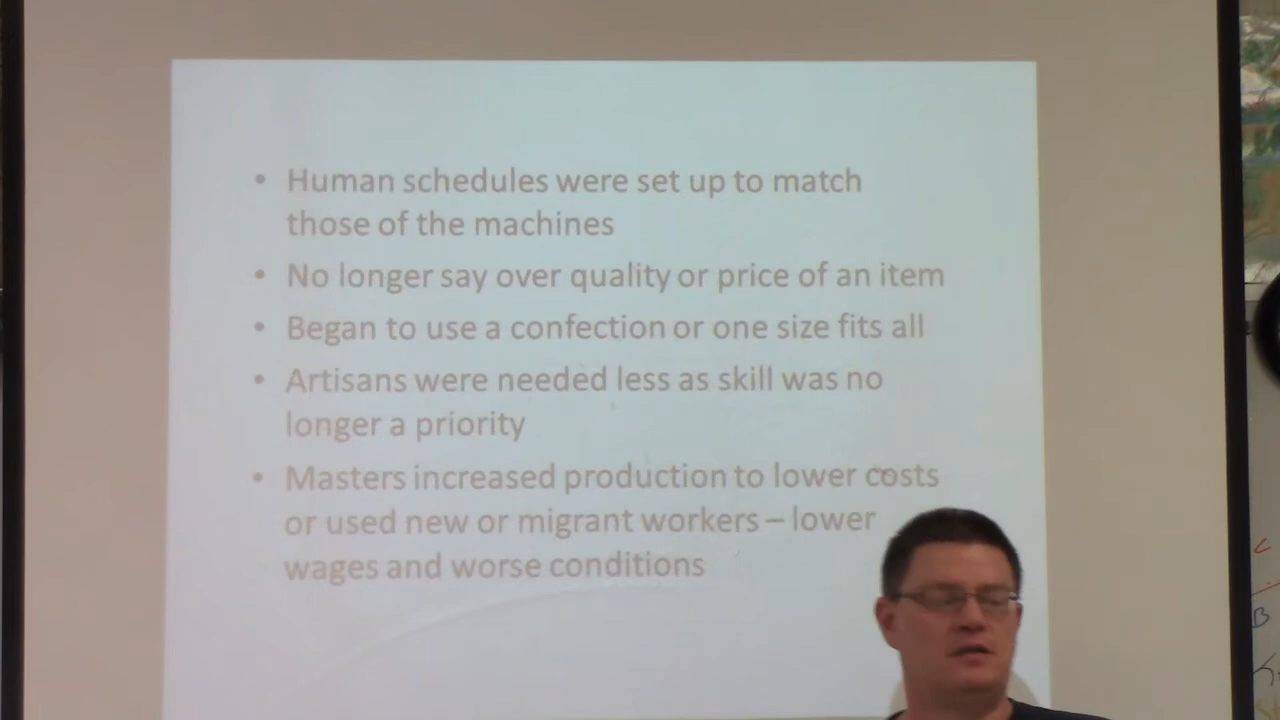 • Human schedules were set up to match
those of the machines
• No longer say over quality or price of an item
• Began to use a confection or one size fits all
• Artisans were needed less as skill was no
longer a priority
• Masters increased production to lower costs
or used new or migrant workers – lower
wages and worse conditions
B